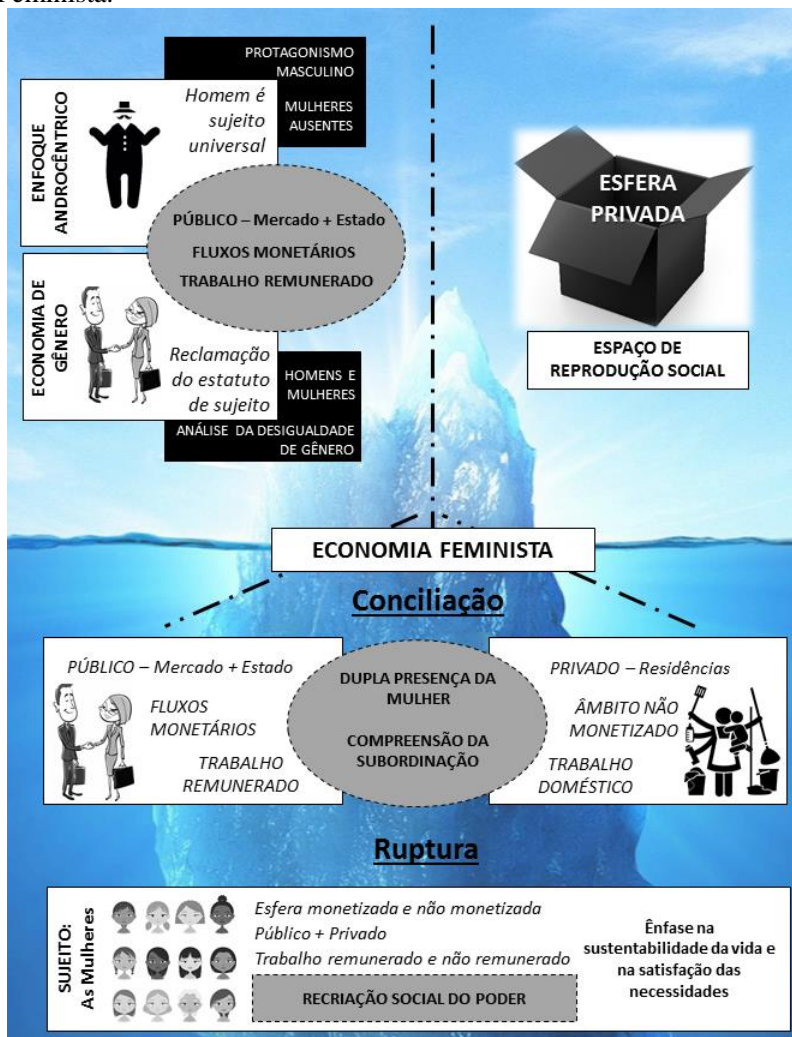 Feminista.
PROTAGONISMO
MASCULINO
MULHERES
AUSENTES
ENFOQUE
ANDROCÊNTRICO
Homem é
sujeito
universal
PÚBLICO – Mercado + Estado
FLUXOS MONETÁRIOS
TRABALHO REMUNERADO
ECONOMIA DE
GÊNERO
Reclamação
do estatuto
de sujeito
HOMENS E
MULHERES
ANÁLISE DA DESIGUALDADE
DE GÊNERO
ESFERA
PRIVADA
ESPAÇO DE
REPRODUÇÃO SOCIAL
ECONOMIA FEMINISTA
Conciliação
PÚBLICO – Mercado + Estado
FLUXOS
MONETÁRIOS
TRABALHO
REMUNERADO
DUPLA PRESENÇA DA
MULHER
COMPREENSÃO DA
SUBORDINAÇÃO
PRIVADO – Residências
ÂMBITO NÃO
MONETIZADO
TRABALHO
DOMÉSTICO
Ruptura
SUJEITO:
As Mulheres
Esfera monetizada e não monetizada
Público + Privado
Trabalho remunerado e não remunerado
RECRIAÇÃO SOCIAL DO PODER
Ênfase na
sustentabilidade da vida e
na satisfação das
necessidades